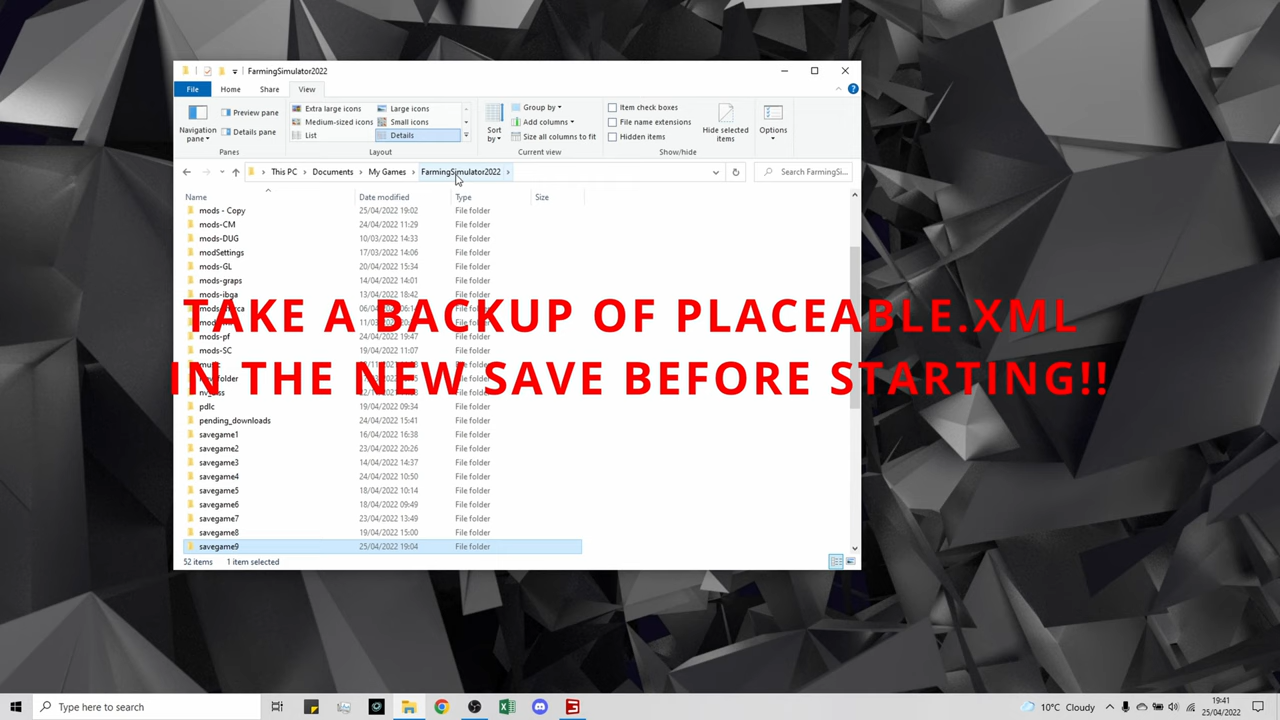 FarmingSimulator2022
File Home Share View
Preview pane
Details pane
Navigation pane
Panes
Extra large icons Large icons
Medium-sized icons Small icons
List Details
Layout
Sort by
Group by
Add columns
Size all columns to fit
Current view
Item check boxes
File name extensions
Hidden items
Hide selected items
Show/hide
Options
This PC > Documents > My Games > FarmingSimulator2022 >
Search FarmingSi...
Name Date modified Type Size
mods - Copy 25/04/2022 19:02 File folder
mods-CM 24/04/2022 11:29 File folder
mods-DUG 10/03/2022 14:33 File folder
modSettings 17/03/2022 14:06 File folder
mods-GL 20/04/2022 15:34 File folder
mods-graps 14/04/2022 14:01 File folder
mods-ibga 13/04/2022 18:42 File folder
TAKE A BACKUP OF PLACEABLE.XML
mods-pf 24/04/2022 19:47 File folder
mods-SC 19/04/2022 11:07 File folder
IN THE NEW SAVE BEFORE STARTING!!
pdlc 19/04/2022 09:34 File folder
pending_downloads 24/04/2022 15:41 File folder
savegame1 16/04/2022 16:38 File folder
savegame2 23/04/2022 20:26 File folder
savegame3 14/04/2022 14:37 File folder
savegame4 24/04/2022 10:50 File folder
savegame5 18/04/2022 10:14 File folder
savegame6 18/04/2022 09:49 File folder
savegame7 23/04/2022 13:49 File folder
savegame8 19/04/2022 15:00 File folder
savegame9 25/04/2022 19:04 File folder
52 items 1 item selected
Type here to search
10°C Cloudy
19:41
25/04/2022